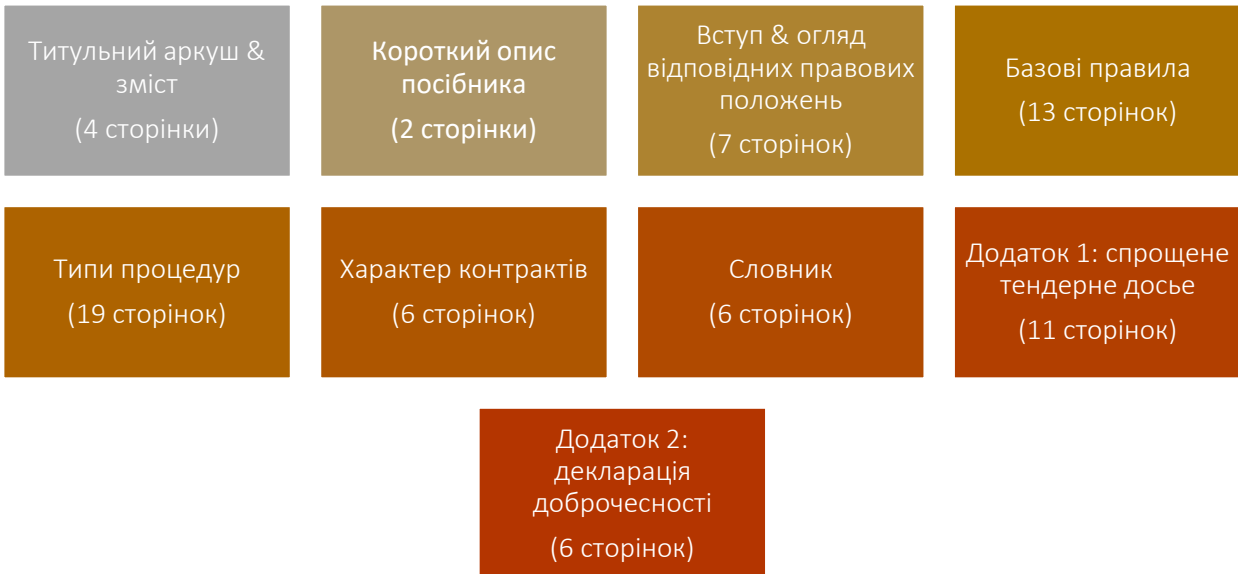 Титульний аркуш &
зміст
(4 сторінки)
Короткий опис
посібника
(2 сторінки)
Вступ & огляд
відповідних правових
положень
(7 сторінок)
Базові правила
(13 сторінок)
Типи процедур
(19 сторінок)
Характер контрактів
(6 сторінок)
Словник
(6 сторінок)
Додаток 1: спрощене
тендерне досье
(11 сторінок)
Додаток 2:
декларація
доброчесності
(6 сторінок)